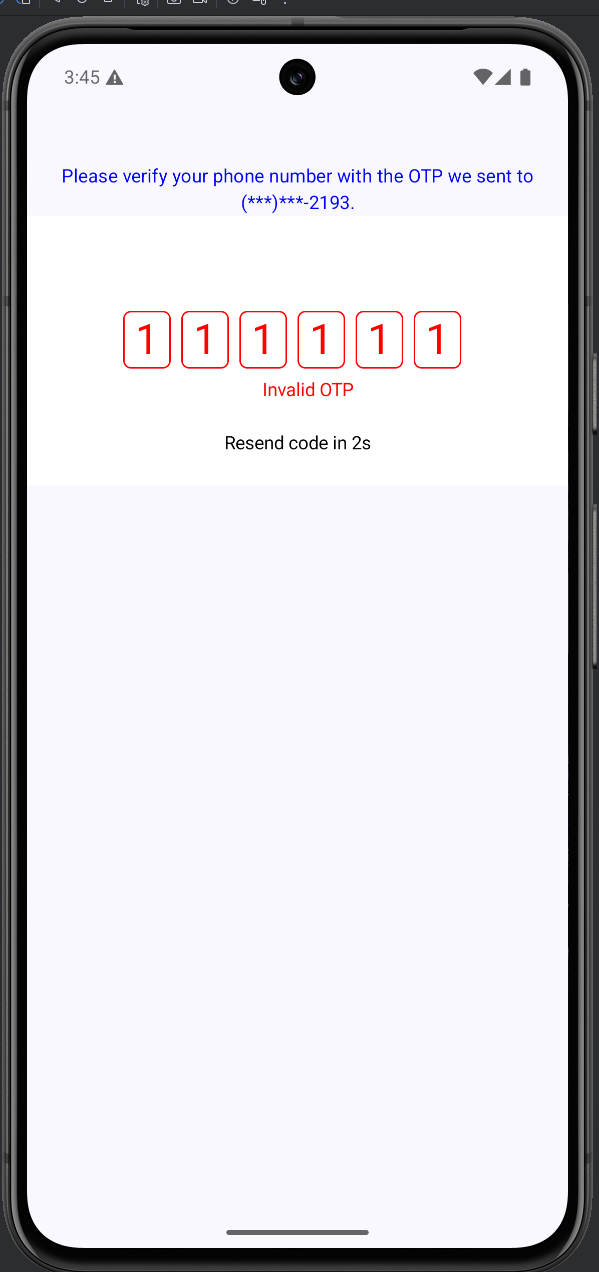 3:45
Please verify your phone number with the OTP we sent to
(***)***-2193.
1 1 1 1 1 1
Invalid OTP
Resend code in 2s